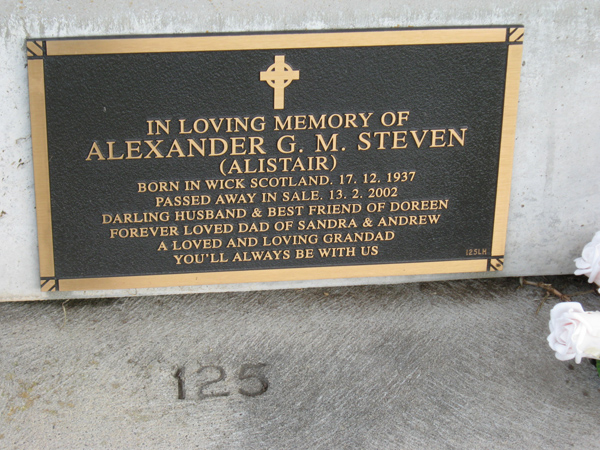 IN LOVING MEMORY OF
ALEXANDER G. M. STEVEN
(ALISTAIR)
BORN IN WICK SCOTLAND. 17. 12. 1937
PASSED AWAY IN SALE. 13. 2. 2002
DARLING HUSBAND & BEST FRIEND OF DOREEN
FOREVER LOVED DAD OF SANDRA & ANDREW
A LOVED AND LOVING GRANDAD
YOU'LL ALWAYS BE WITH US
125LH.
125